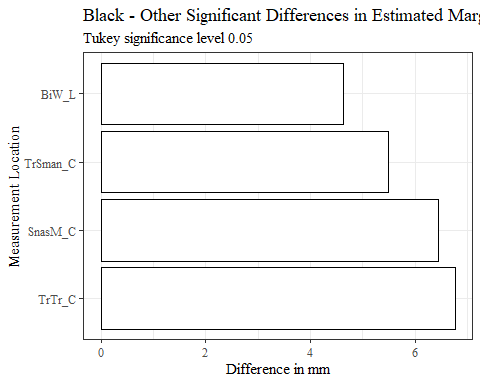 Black - Other Significant Differences in Estimated Marg
Tukey significance level 0.05
Measurement Location
BiW_L
TrSman_C
SnasM_C
TrTr_C
0 2 4 6
Difference in mm